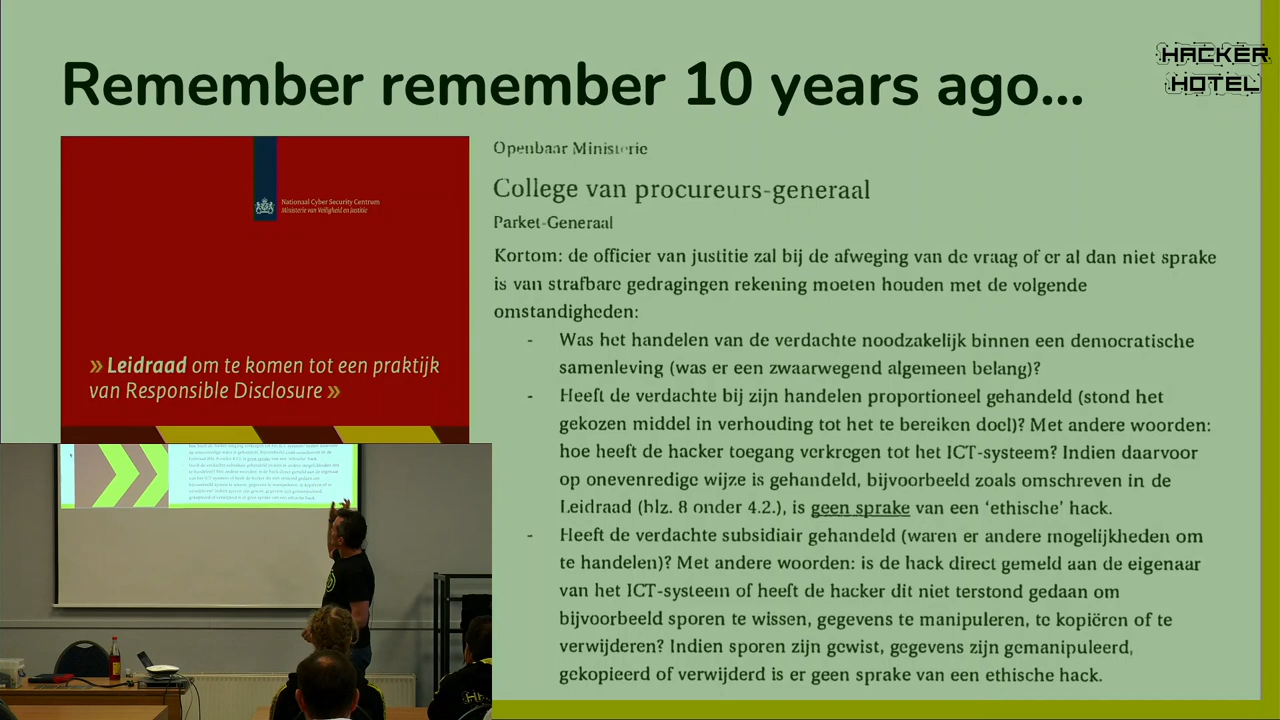 Remember remember 10 years ago...
HACKER
HOTEL
Nationaal Cyber Security Centrum
Ministerie van Veiligheid en Justitie
» Leidraad om te komen tot een praktijk
van Responsible Disclosure »
Openbaar Ministerie
College van procureurs-generaal
Parket-Generaal
Kortom: de officier van justitie zal bij de afweging van de vraag of er al dan niet sprake
is van strafbare gedragingen rekening moeten houden met de volgende
omstandigheden:
- Was het handelen van de verdachte noodzakelijk binnen een democratische
samenleving (was er een zwaarwegend algemeen belang)?
- Heeft de verdachte bij zijn handelen proportioneel gehandeld (stond het
gekozen middel in verhouding tot het te bereiken doel)? Met andere woorden:
hoe heeft de hacker toegang verkregen tot het ICT-systeem? Indien daarvoor
op onevenredige wijze is gehandeld, bijvoorbeeld zoals omschreven in de
Leidraad (blz. 8 onder 4.2.), is geen sprake van een ‘ethische’ hack.
- Heeft de verdachte subsidiair gehandeld (waren er andere mogelijkheden om
te handelen)? Met andere woorden: is de hack direct gemeld aan de eigenaar
van het ICT-systeem of heeft de hacker dit niet terstond gedaan om
bijvoorbeeld sporen te wissen, gegevens te manipuleren, te kopiëren of te
verwijderen? Indien sporen zijn gewist, gegevens zijn gemanipuleerd,
gekopieerd of verwijderd is er geen sprake van een ethische hack.